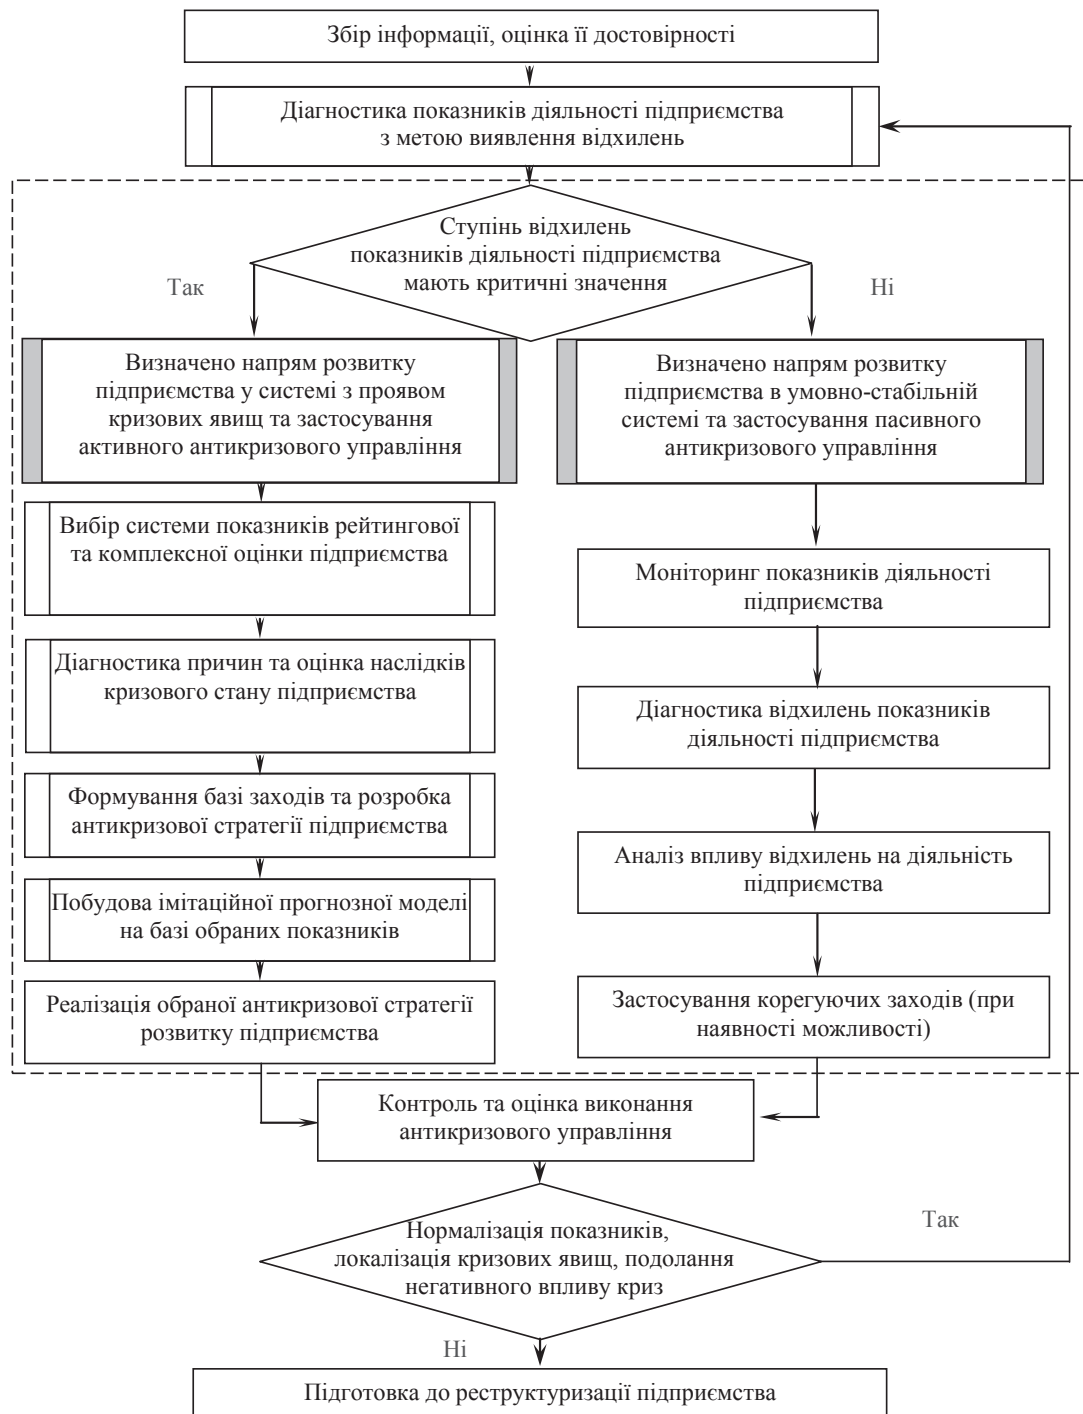 Збір інформації, оцінка її достовірності
Діагностика показників діяльності підприємства
з метою виявлення відхилень
Ступінь відхилень
показників діяльності підприємства
мають критичні значення
Так
Ні
Визначено напрям розвитку
підприємства у системі з проявом
кризових явищ та застосування
активного антикризового управління
Визначено напрям розвитку
підприємства в умовно-стабільній
системі та застосування пасивного
антикризового управління
Вибір системи показників рейтингової
та комплексної оцінки підприємства
Моніторинг показників діяльності
підприємства
Діагностика причин та оцінка наслідків
кризового стану підприємства
Діагностика відхилень показників
діяльності підприємства
Формування базі заходів та розробка
антикризової стратегії підприємства
Аналіз впливу відхилень на діяльність
підприємства
Побудова імітаційної прогнозної моделі
на базі обраних показників
Реалізація обраної антикризової стратегії
розвитку підприємства
Застосування корегуючих заходів (при
наявності можливості)
Контроль та оцінка виконання
антикризового управління
Нормалізація показників,
локалізація кризових явищ, подолання
негативного впливу криз
Так
Ні
Підготовка до реструктуризації підприємства